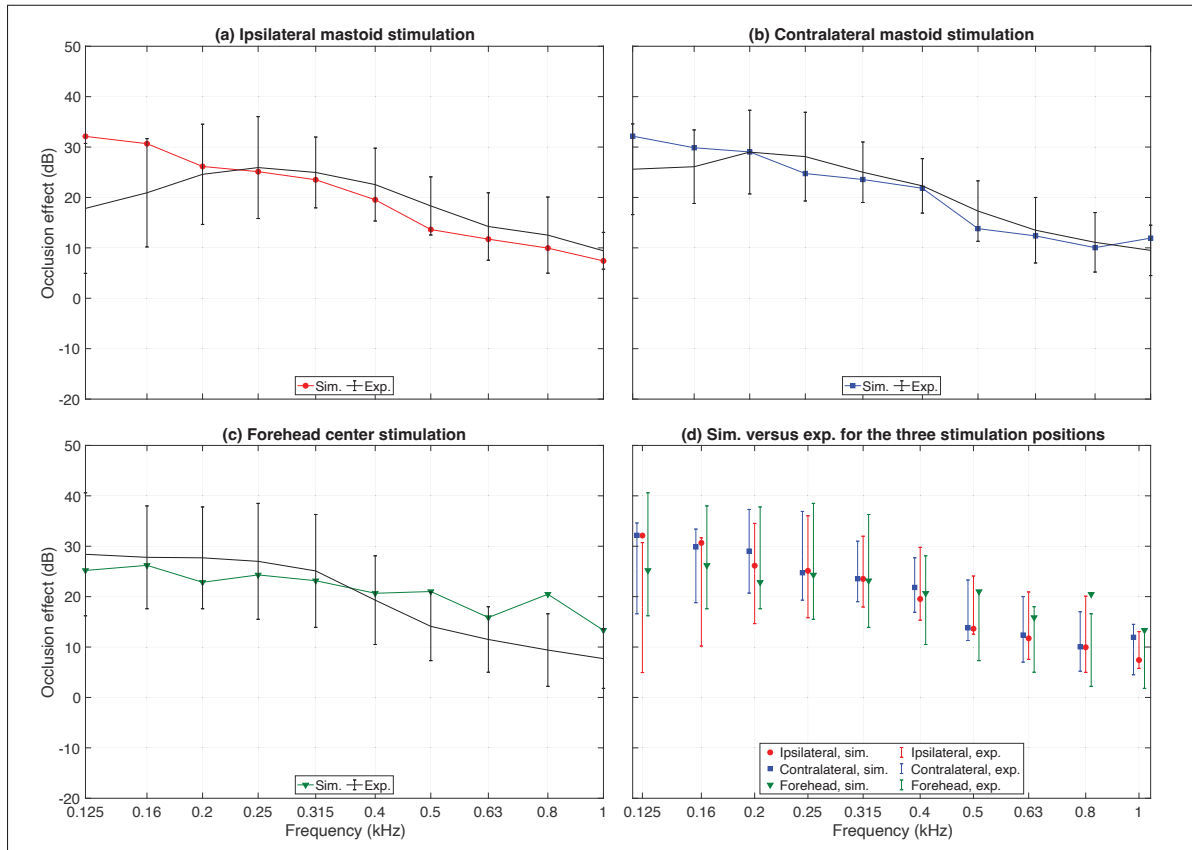 (a) Ipsilateral mastoid stimulation
50
40
30
20
10
0
-10
-20
Occlusion effect (dB)
Sim. Exp.
(b) Contralateral mastoid stimulation
Sim. Exp.
(c) Forehead center stimulation
50
40
30
20
10
0
-10
-20
Occlusion effect (dB)
Sim. Exp.
0.125 0.16 0.2 0.25 0.315 0.4 0.5 0.63 0.8 1
Frequency (kHz)
(d) Sim. versus exp. for the three stimulation positions
Ipsilateral, sim. Ipsilateral, exp.
Contralateral, sim. Contralateral, exp.
Forehead, sim. Forehead, exp.
0.125 0.16 0.2 0.25 0.315 0.4 0.5 0.63 0.8 1
Frequency (kHz)